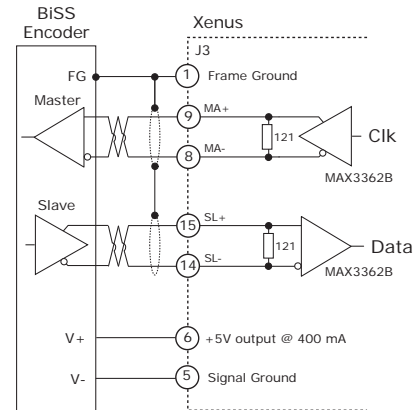 BiSS
Encoder
Xenus
J3
FG
1
Frame Ground
Master
9
MA+
121
Clk
8
MA-
MAX3362B
Slave
15
SL+
121
Data
14
SL-
MAX3362B
V+
6
+5V output @ 400 mA
V-
5
Signal Ground